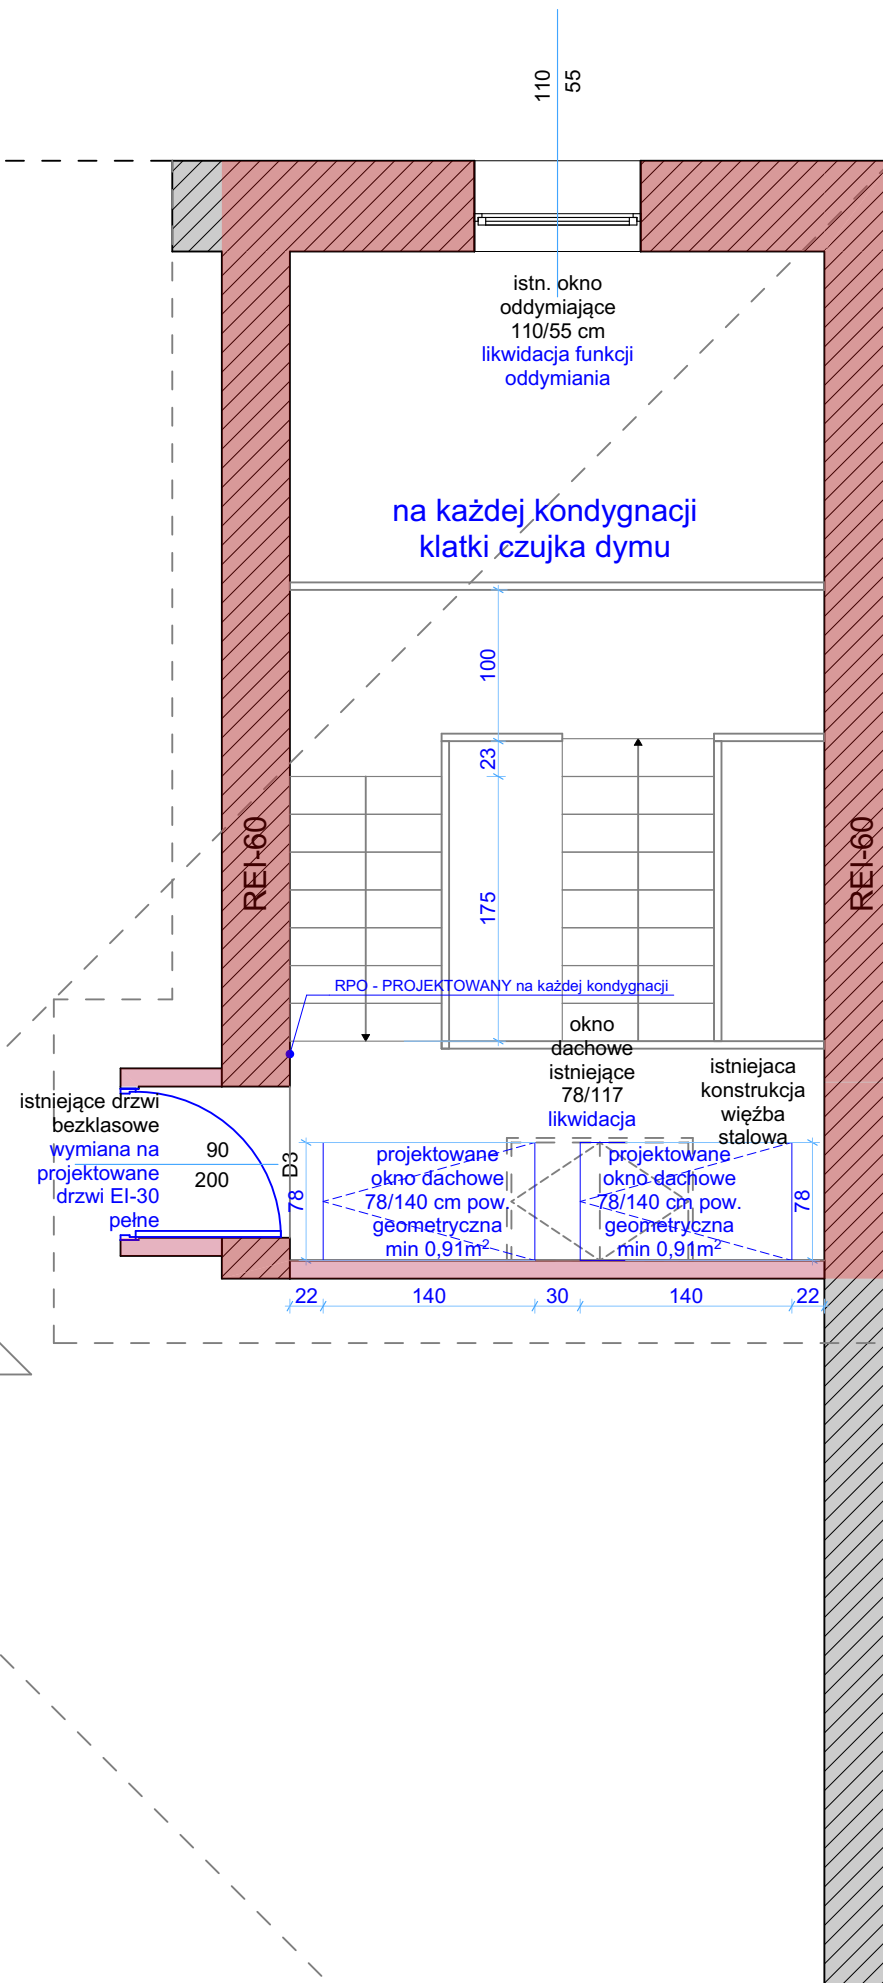 110
55
istn. okno
oddymiające
110/55 cm
likwidacja funkcji
oddymiania
na każdej kondygnacji
klatki czujka dymu
100
23
175
REI-60
REI-60
RPO - PROJEKTOWANY na każdej kondygnacji
okno
dachowe
istniejące
78/117
likwidacja
istniejaca
konstrukcja
więźba
stalowa
istniejące drzwi
bezklasowe
wymiana na
projektowane
drzwi EI-30
pełne
90
200
D3
78
projektowane
okno dachowe
78/140 cm pow.
geometryczna
min 0,91m²
projektowane
okno dachowe
78/140 cm pow.
geometryczna
min 0,91m²
78
22
140
30
140
22